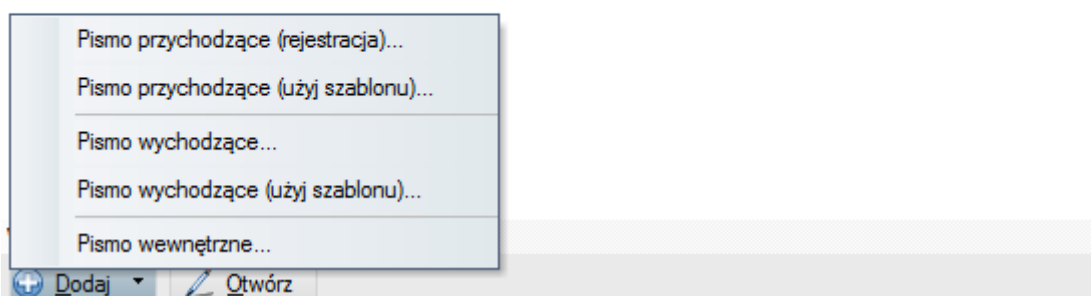 Pismo przychodzące (rejestracja)...
Pismo przychodzące (użyj szablonu)...
Pismo wychodzące...
Pismo wychodzące (użyj szablonu)...
Pismo wewnętrzne...
Dodaj Otwórz